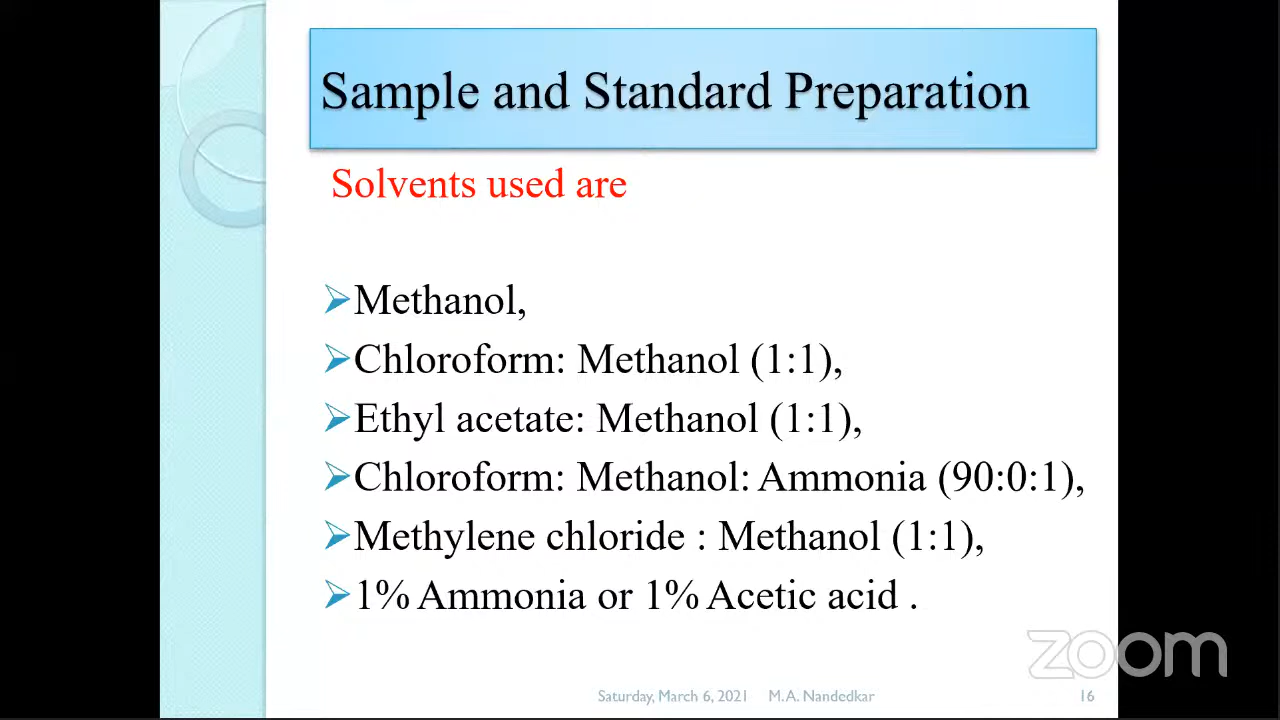 Sample and Standard Preparation
Solvents used are
➢Methanol,
➢Chloroform: Methanol (1:1),
➢Ethyl acetate: Methanol (1:1),
➢Chloroform: Methanol: Ammonia (90:0:1),
➢Methylene chloride : Methanol (1:1),
➢1% Ammonia or 1% Acetic acid .
zoom
Saturday, March 6, 2021 M.A. Nandedkar 16